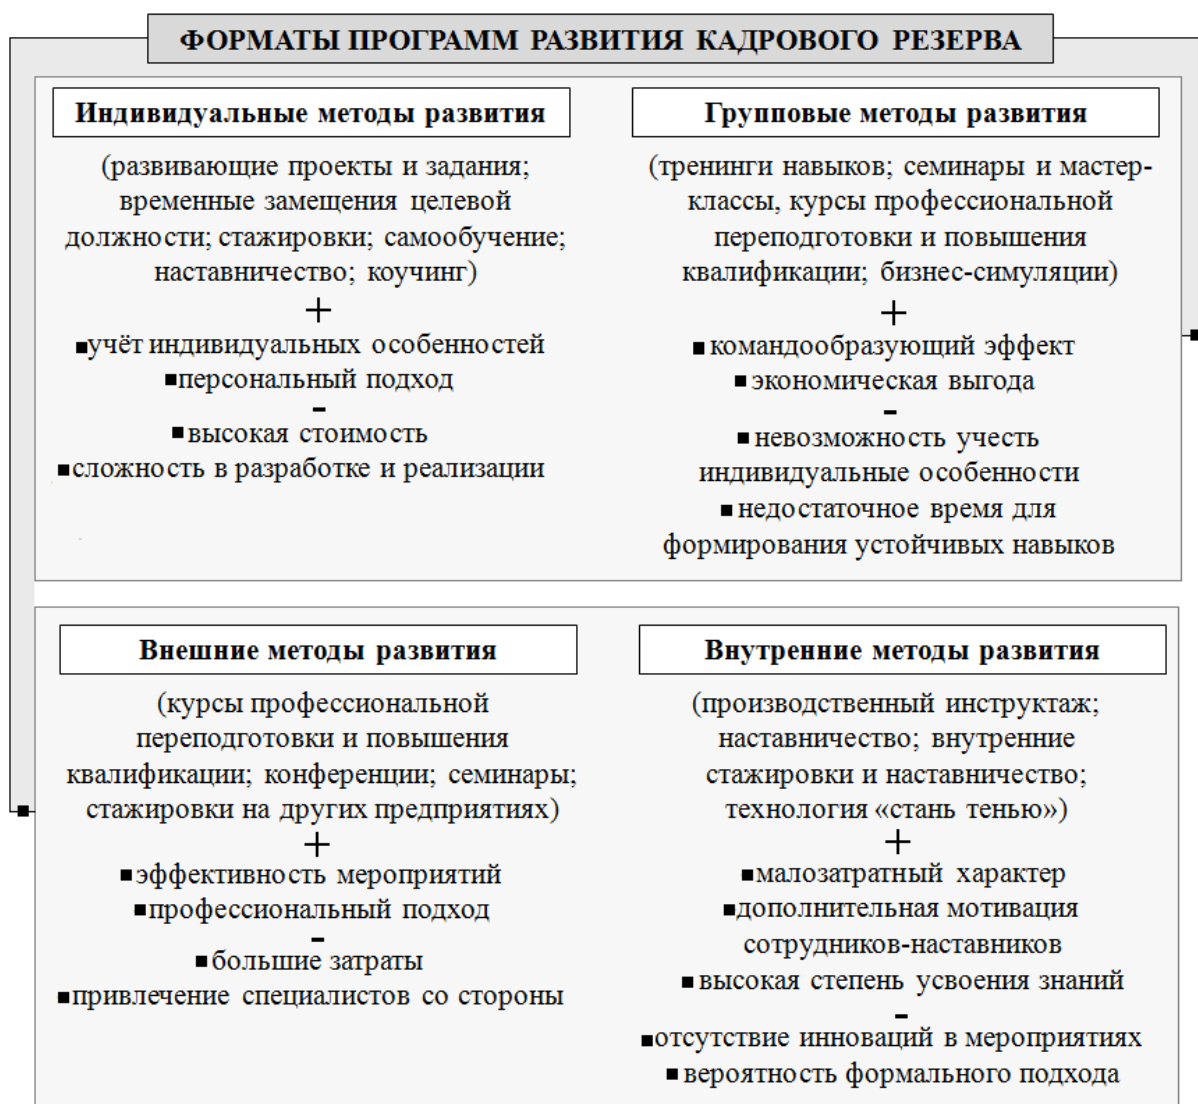 ФОРМАТЫ ПРОГРАММ РАЗВИТИЯ КАДРОВОГО РЕЗЕРВА
Индивидуальные методы развития
(развивающие проекты и задания;
временные замещения целевой
должности; стажировки; самообучение;
наставничество; коучинг)
+
▪учёт индивидуальных особенностей
▪персональный подход
-
▪высокая стоимость
▪сложность в разработке и реализации
Групповые методы развития
(тренинги навыков; семинары и мастер-
классы, курсы профессиональной
переподготовки и повышения
квалификации; бизнес-симуляции)
+
▪командообразующий эффект
▪экономическая выгода
-
▪невозможность учесть
индивидуальные особенности
▪недостаточное время для
формирования устойчивых навыков
Внешние методы развития
(курсы профессиональной
переподготовки и повышения
квалификации; конференции; семинары;
стажировки на других предприятиях)
+
▪эффективность мероприятий
▪профессиональный подход
-
▪большие затраты
▪привлечение специалистов со стороны
Внутренние методы развития
(производственный инструктаж;
наставничество; внутренние
стажировки и наставничество;
технология «стань тенью»)
+
▪малозатратный характер
▪дополнительная мотивация
сотрудников-наставников
▪высокая степень усвоения знаний
-
▪отсутствие инноваций в мероприятиях
▪вероятность формального подхода